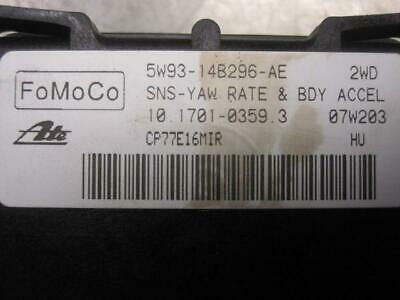 5W93-14B296-AE 2WD
FoMoCo SNS-YAW RATE & BDY ACCEL
10.1701-0359.3 07W203
Ate CP77E16MIR HU